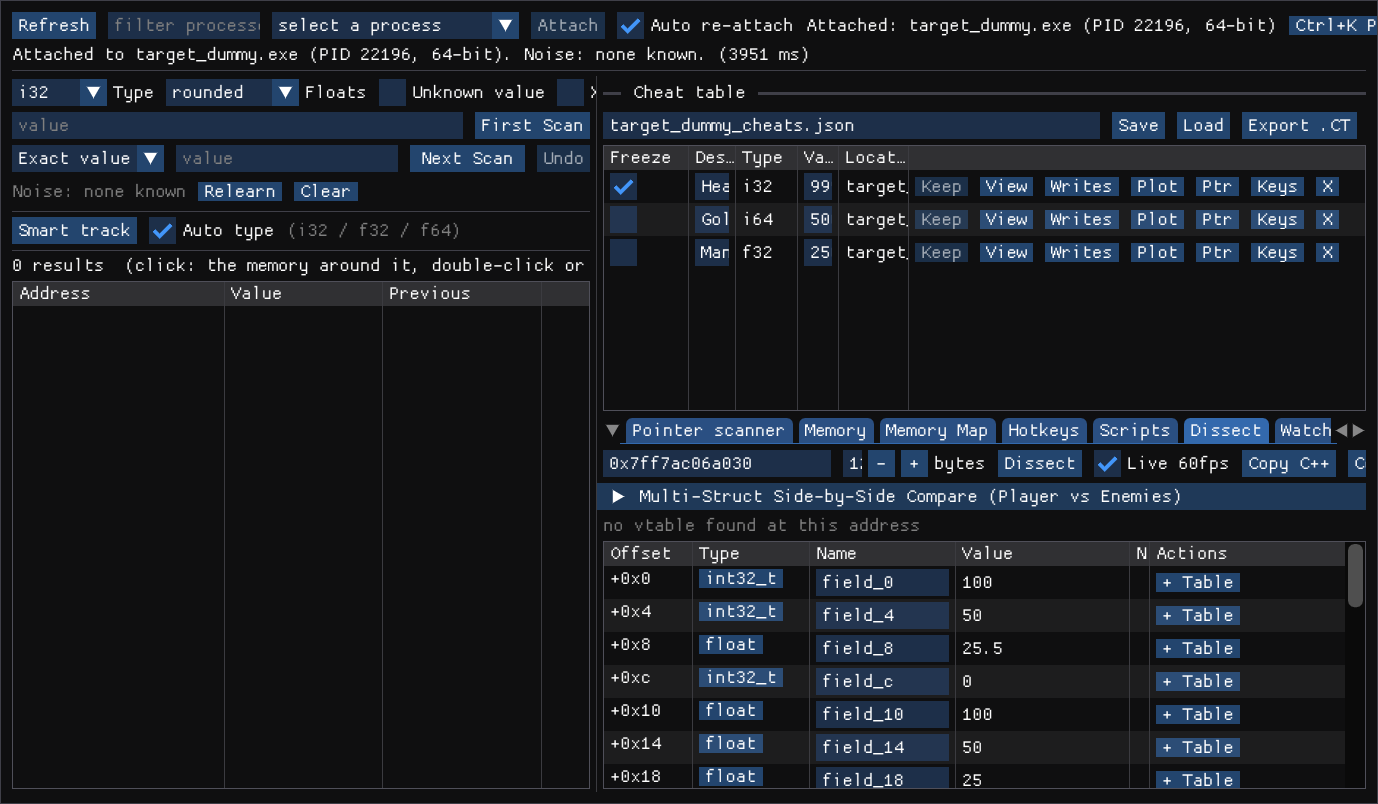 Refresh filter process select a process ▼ Attach Auto re-attach Attached: target_dummy.exe (PID 22196, 64-bit) Ctrl+K P
Attached to target_dummy.exe (PID 22196, 64-bit). Noise: none known. (3951 ms)
i32 ▼ Type rounded ▼ Floats Unknown value
value First Scan
Exact value ▼ value Next Scan Undo
Noise: none known Relearn Clear
Smart track Auto type (i32 / f32 / f64)
0 results (click: the memory around it, double-click or
Address Value Previous
Cheat table
target_dummy_cheats.json Save Load Export .CT
Freeze Des… Type Va… Locat…
Hea i32 99 target_ Keep View Writes Plot Ptr Keys X
Gol i64 50 target_ Keep View Writes Plot Ptr Keys X
Man f32 25 target_ Keep View Writes Plot Ptr Keys X
▼ Pointer scanner Memory Memory Map Hotkeys Scripts Dissect Watch ◀ ▶
0x7ff7ac06a030 12 - + bytes Dissect Live 60fps Copy C++ C
▶ Multi-Struct Side-by-Side Compare (Player vs Enemies)
no vtable found at this address
Offset Type Name Value N Actions
+0x0 int32_t field_0 100 + Table
+0x4 int32_t field_4 50 + Table
+0x8 float field_8 25.5 + Table
+0xc int32_t field_c 0 + Table
+0x10 float field_10 100 + Table
+0x14 float field_14 50 + Table
+0x18 float field_18 25 + Table